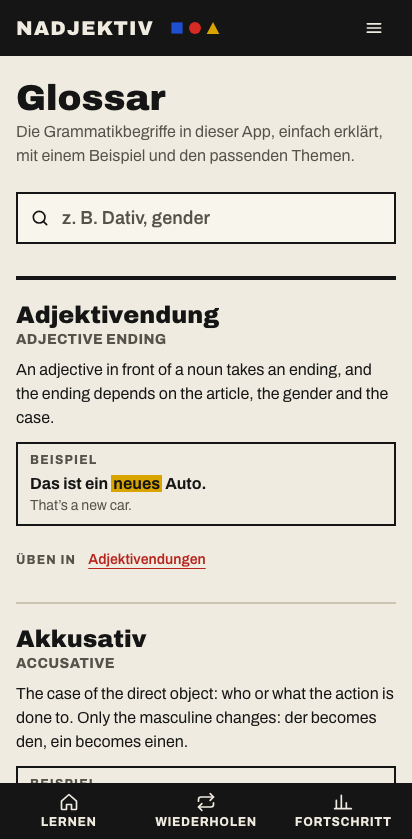 NADJEKTIV
Glossar
Die Grammatikbegriffe in dieser App, einfach erklärt,
mit einem Beispiel und den passenden Themen.
z. B. Dativ, gender
Adjektivendung
ADJECTIVE ENDING
An adjective in front of a noun takes an ending, and
the ending depends on the article, the gender and the
case.
BEISPIEL
Das ist ein neues Auto.
That's a new car.
ÜBEN IN Adjektivendungen
Akkusativ
ACCUSATIVE
The case of the direct object: who or what the action is
done to. Only the masculine changes: der becomes
den, ein becomes einen.
BEISPIEL
LERNEN WIEDERHOLEN FORTSCHRITT